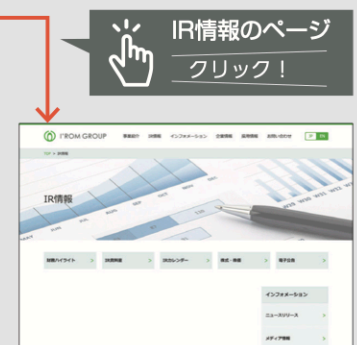 IR情報のページ
クリック！
I'ROM GROUP
事業紹介 IR情報 インフォメーション 企業情報 採用情報 お問い合わせ
TOP > IR情報
IR情報
財務ハイライト >
IR資料室 >
IRカレンダー >
株式・株価 >
電子公告 >
インフォメーション
ニュースリリース >
メディア情報 >